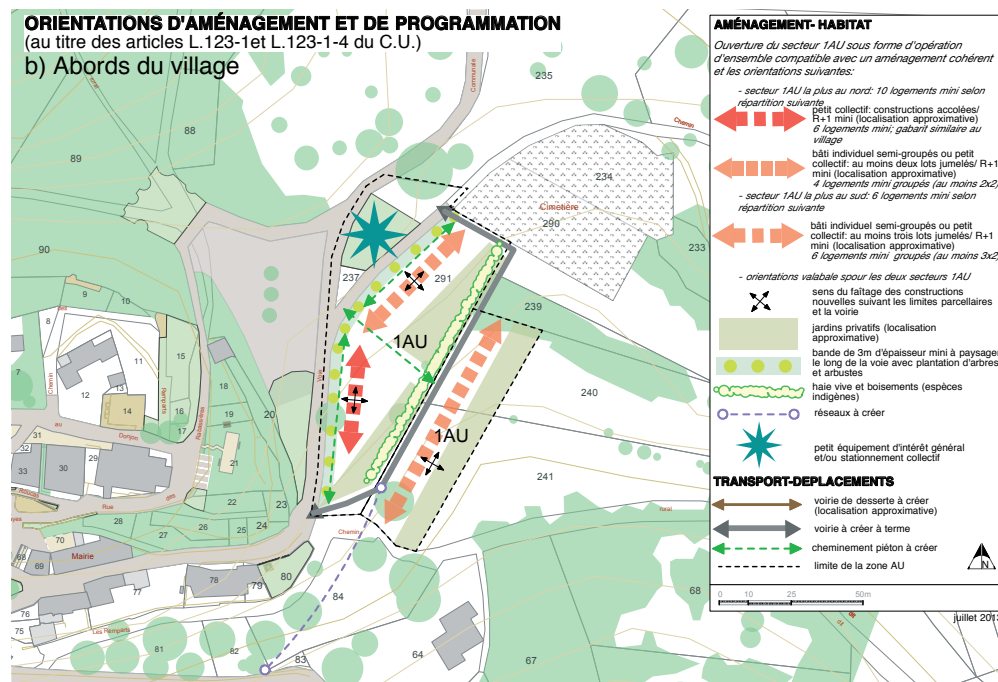 ORIENTATIONS D'AMÉNAGEMENT ET DE PROGRAMMATION
(au titre des articles L.123-1et L.123-1-4 du C.U.)
b) Abords du village
AMÉNAGEMENT- HABITAT
Ouverture du secteur 1AU sous forme d'opération
d'ensemble compatible avec un aménagement cohérent
et les orientations suivantes:
- secteur 1AU la plus au nord: 10 logements mini selon
répartition suivante
petit collectif: constructions accolées/
R+1 mini (localisation approximative)
6 logements mini; gabarit similaire au
village
bâti individuel semi-groupés ou petit
collectif: au moins deux lots jumelés/ R+1
mini (localisation approximative)
4 logements mini groupés (au moins 2x2)
- secteur 1AU la plus au sud: 6 logements mini selon
répartition suivante
bâti individuel semi-groupés ou petit
collectif: au moins trois lots jumelés/ R+1
mini (localisation approximative)
6 logements mini groupés (au moins 3x2)
- orientations valabale spour les deux secteurs 1AU
sens du faîtage des constructions
nouvelles suivant les limites parcellaires
et la voirie
jardins privatifs (localisation
approximative)
bande de 3m d'épaisseur mini à paysager
le long de la voie avec plantation d'arbres
et arbustes
haie vive et boisements (espèces
indigènes)
réseaux à créer
petit équipement d'intérêt général
et/ou stationnement collectif
TRANSPORT-DEPLACEMENTS
voirie de desserte à créer
(localisation approximative)
voirie à créer à terme
cheminement piéton à créer
limite de la zone AU
N
0 10 25 50m
juillet 2013
Communale
235
rural
88
89
Chemin
234
Cimetière
290
233
90
237
291
239
9
10
8
11
15
7
12
13
14
Chemin
Remparts
16
17
18
19
20
1AU
Voie
240
1AU
31
au
Donjon
32
33
30
29
21
241
Rue
des
22
23
24
25
26
27
28
70
Mairie
68
69
Chemin
rural
80
79
78
77
76
75
84
68
Les Remparts
81
82
83
64
67